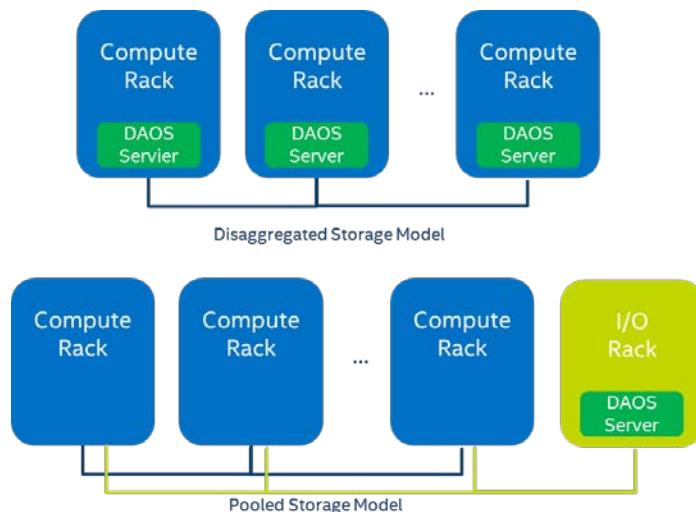 Compute
Rack
DAOS
Servier
Compute
Rack
DAOS
Server
...
Compute
Rack
DAOS
Server
Disaggregated Storage Model
Compute
Rack
Compute
Rack
...
Compute
Rack
I/O
Rack
DAOS
Server
Pooled Storage Model